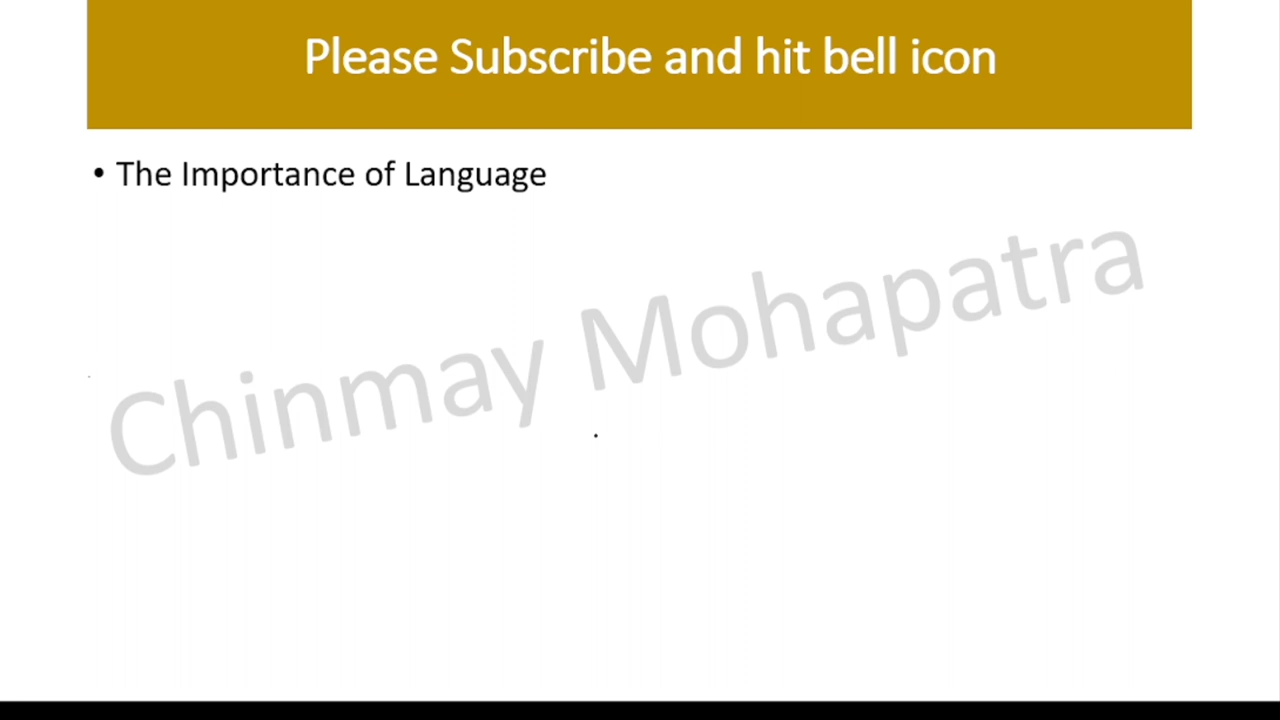 Please Subscribe and hit bell icon
• The Importance of Language
Chinmay Mohapatra